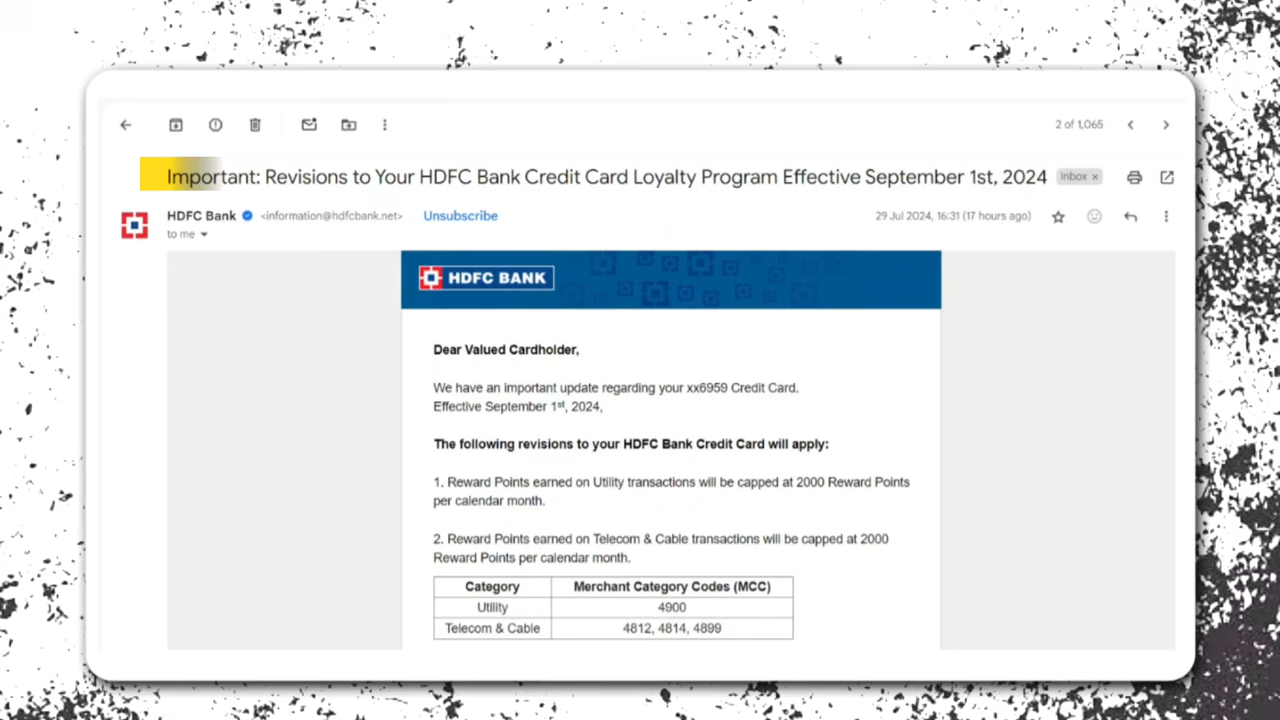 2 of 1,065
Important: Revisions to Your HDFC Bank Credit Card Loyalty Program Effective September 1st, 2024 Inbox ×
HDFC Bank <information@hdfcbank.net> Unsubscribe 29 Jul 2024, 16:31 (17 hours ago)
to me
HDFC BANK
Dear Valued Cardholder,
We have an important update regarding your xx6959 Credit Card.
Effective September 1st, 2024,
The following revisions to your HDFC Bank Credit Card will apply:
1. Reward Points earned on Utility transactions will be capped at 2000 Reward Points
per calendar month.
2. Reward Points earned on Telecom & Cable transactions will be capped at 2000
Reward Points per calendar month.
Category Merchant Category Codes (MCC)
Utility 4900
Telecom & Cable 4812, 4814, 4899